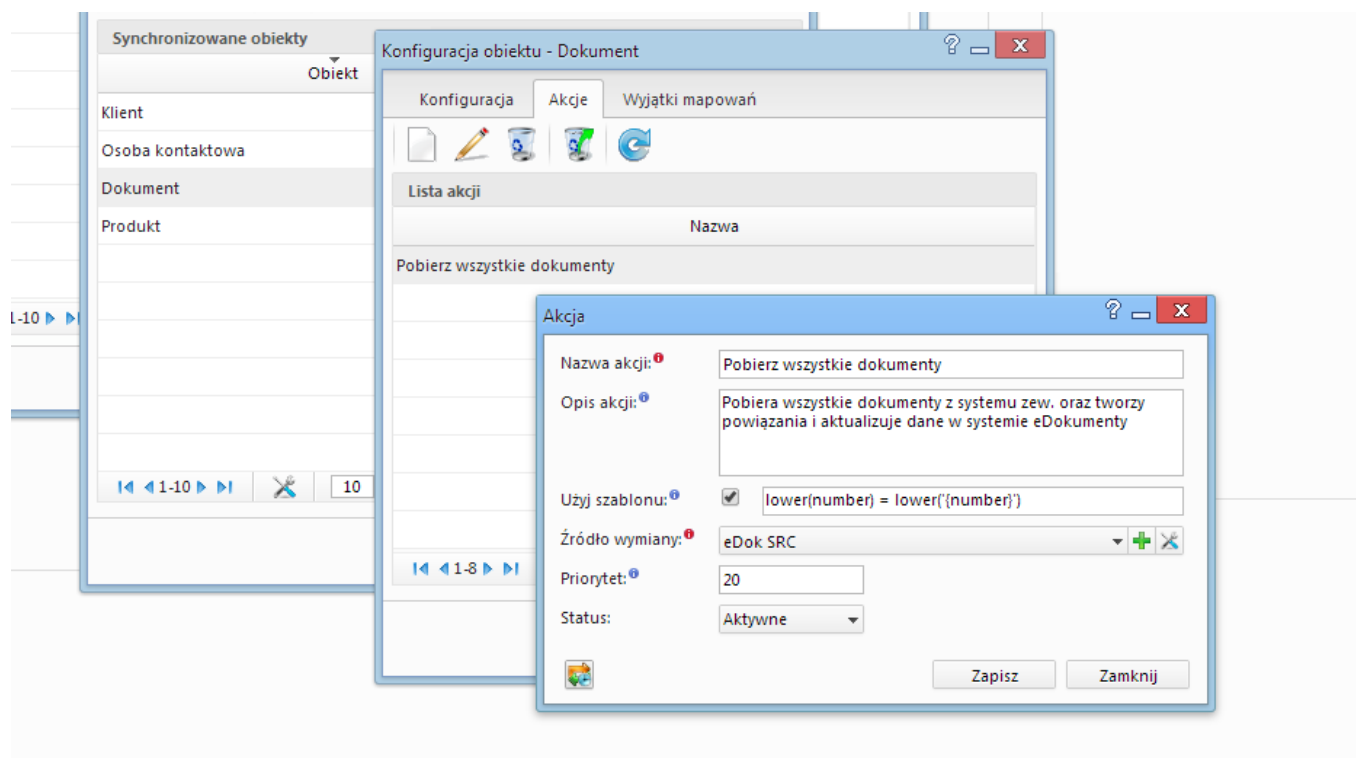 Synchronizowane obiekty
Obiekt
Klient
Osoba kontaktowa
Dokument
Produkt
1-10
1-10
10
Konfiguracja obiektu - Dokument
Konfiguracja
Akcje
Wyjątki mapowań
Lista akcji
Nazwa
Pobierz wszystkie dokumenty
1-8
Akcja
Nazwa akcji:
Pobierz wszystkie dokumenty
Opis akcji:
Pobiera wszystkie dokumenty z systemu zew. oraz tworzy
powiązania i aktualizuje dane w systemie eDokumenty
Użyj szablonu:
lower(number) = lower('{number}')
Źródło wymiany:
eDok SRC
Priorytet:
20
Status:
Aktywne
Zapisz
Zamknij